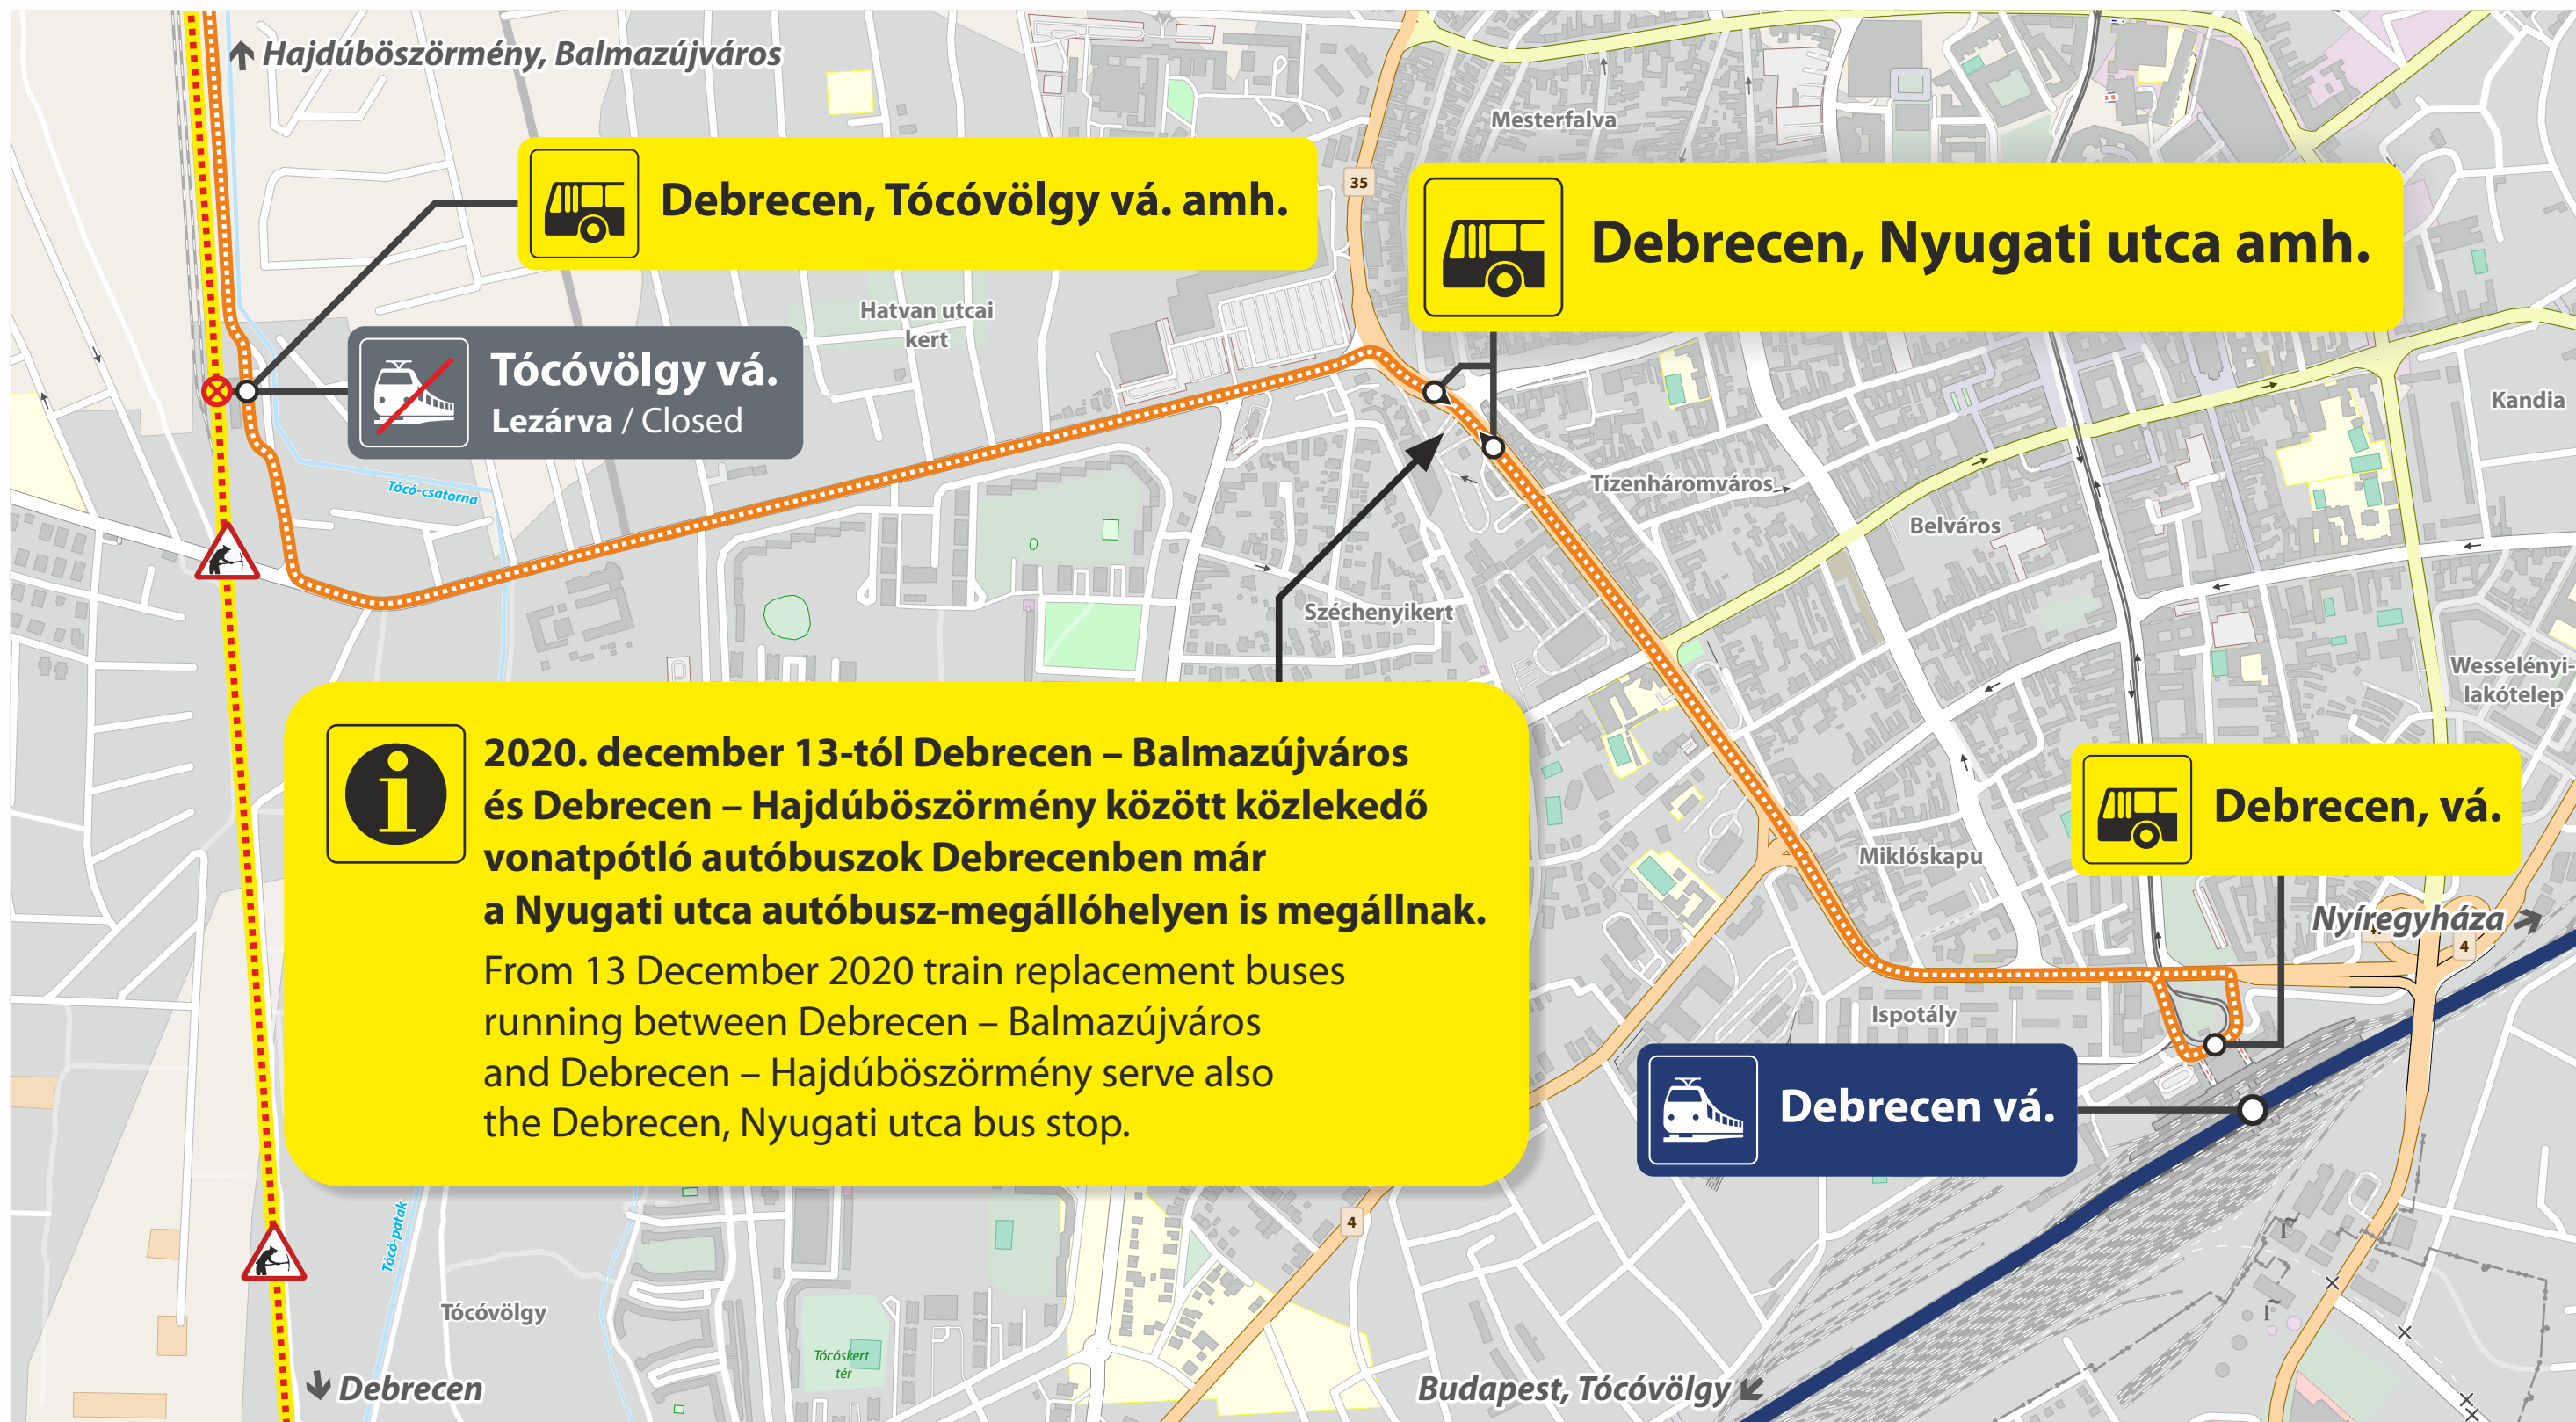 Hajdúböszörmény, Balmazújváros
Mesterfalva
Debrecen, Tócóvölgy vá. amh.
35
Debrecen, Nyugati utca amh.
Hatvan utcai
kert
Tócóvölgy vá.
Lezárva / Closed
Kandia
Tócó-csatorna
Tízenháromváros
Belváros
Széchenyikert
Wesselényi-
lakótelep
2020. december 13-tól Debrecen – Balmazújváros
és Debrecen – Hajdúböszörmény között közlekedő
vonatpótló autóbuszok Debrecenben már
a Nyugati utca autóbusz-megállóhelyen is megállnak.
From 13 December 2020 train replacement buses
running between Debrecen – Balmazújváros
and Debrecen – Hajdúböszörmény serve also
the Debrecen, Nyugati utca bus stop.
Debrecen, vá.
Miklóskapu
Nyíregyháza
4
Ispotály
Debrecen vá.
4
Tócó-patak
Tócóvölgy
Tócóskert
tér
Debrecen
Budapest, Tócóvölgy